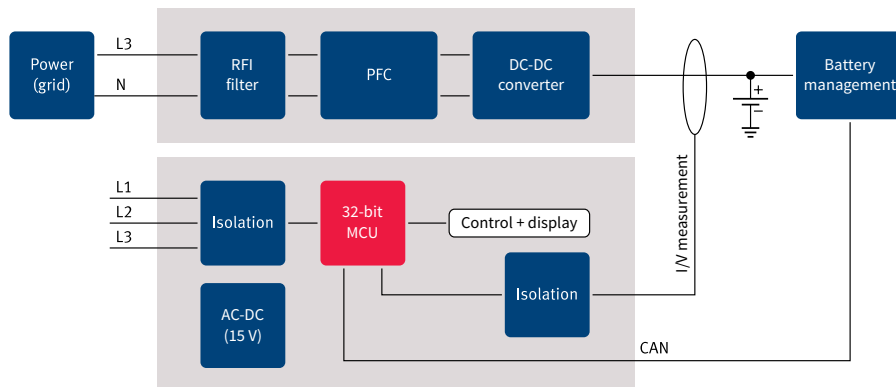 Power
(grid)
L3
N
RFI
filter
PFC
DC-DC
converter
+
−
Battery
management
L1
L2
L3
Isolation
32-bit
MCU
Control + display
I/V measurement
Isolation
AC-DC
(15 V)
CAN